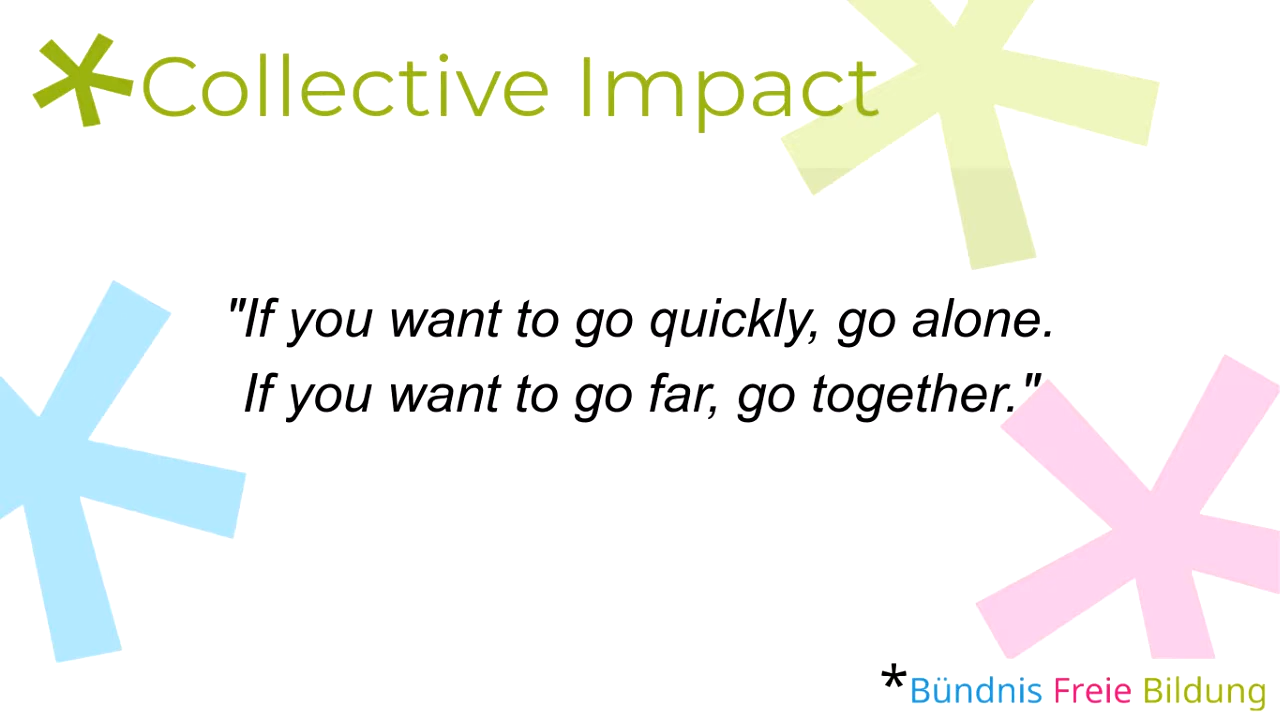 *Collective Impact
"If you want to go quickly, go alone.
If you want to go far, go together."
*Bündnis Freie Bildung